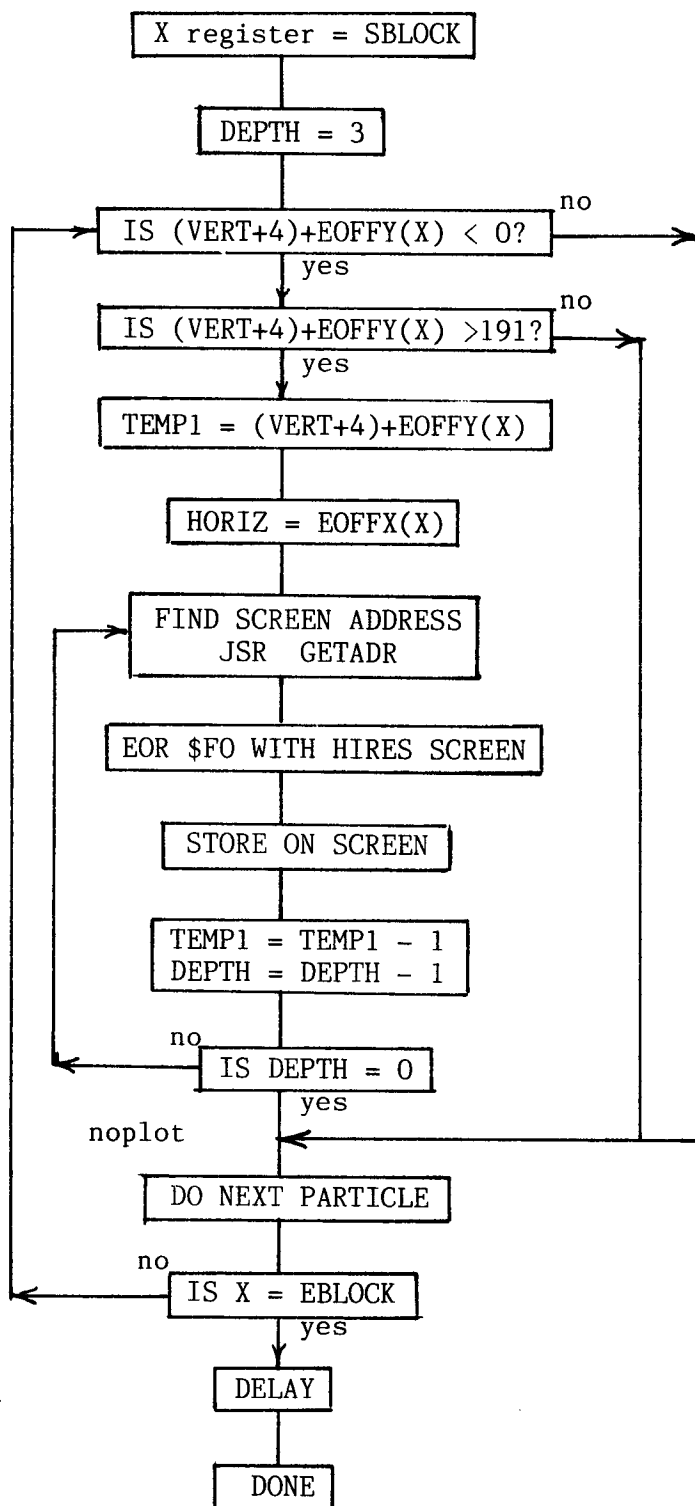 X register = SBLOCK
DEPTH = 3
no
IS (VERT+4)+EOFFY(X) < 0?
yes
no
IS (VERT+4)+EOFFY(X) >191?
yes
TEMP1 = (VERT+4)+EOFFY(X)
HORIZ = EOFFX(X)
FIND SCREEN ADDRESS
JSR GETADR
EOR $F0 WITH HIRES SCREEN
STORE ON SCREEN
TEMP1 = TEMP1 - 1
DEPTH = DEPTH - 1
no
IS DEPTH = 0
yes
noplot
DO NEXT PARTICLE
no
IS X = EBLOCK
yes
DELAY
DONE